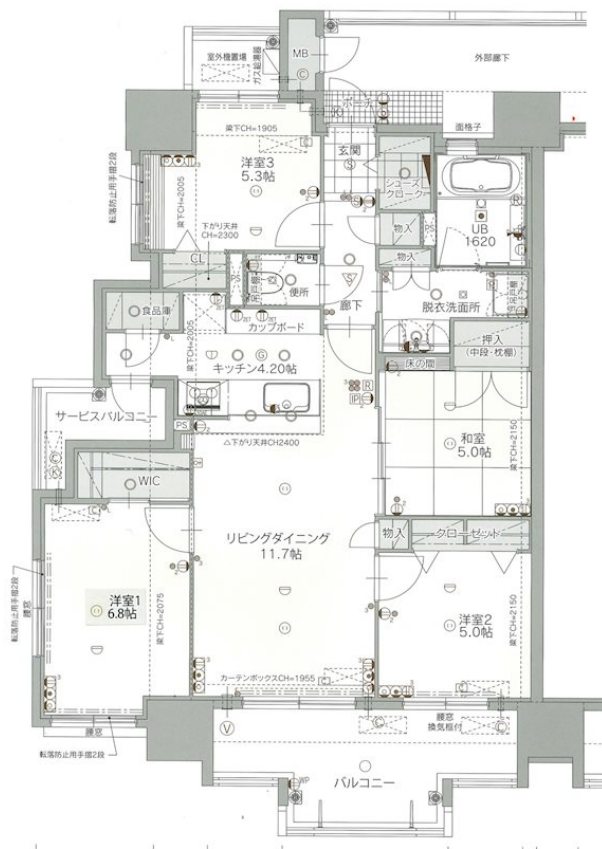 MB
外部廊下
室外機置場
ガス給湯器
ポーチ
面格子
梁下CH=1905
玄関
洋室3
5.3帖
シューズ
クローク
梁下CH=2005
転落防止用手摺2段
UB
1620
物入
下がり天井
CH=2300
CL
物入
便所
吊戸棚
廊下
脱衣洗面所
食品庫
カップボード
押入
(中段・枕棚)
梁下CH=2005
キッチン4.20帖
床の間
サービスバルコニー
和室
5.0帖
梁下CH=2150
PS
△下がり天井CH2400
WIC
リビングダイニング
11.7帖
物入
クローゼット
腰窓
転落防止用手摺2段
洋室1
6.8帖
梁下CH=2075
洋室2
5.0帖
梁下CH=2150
カーテンボックスCH=1955
腰窓
腰窓
換気框付
転落防止用手摺2段
V
WP
バルコニー